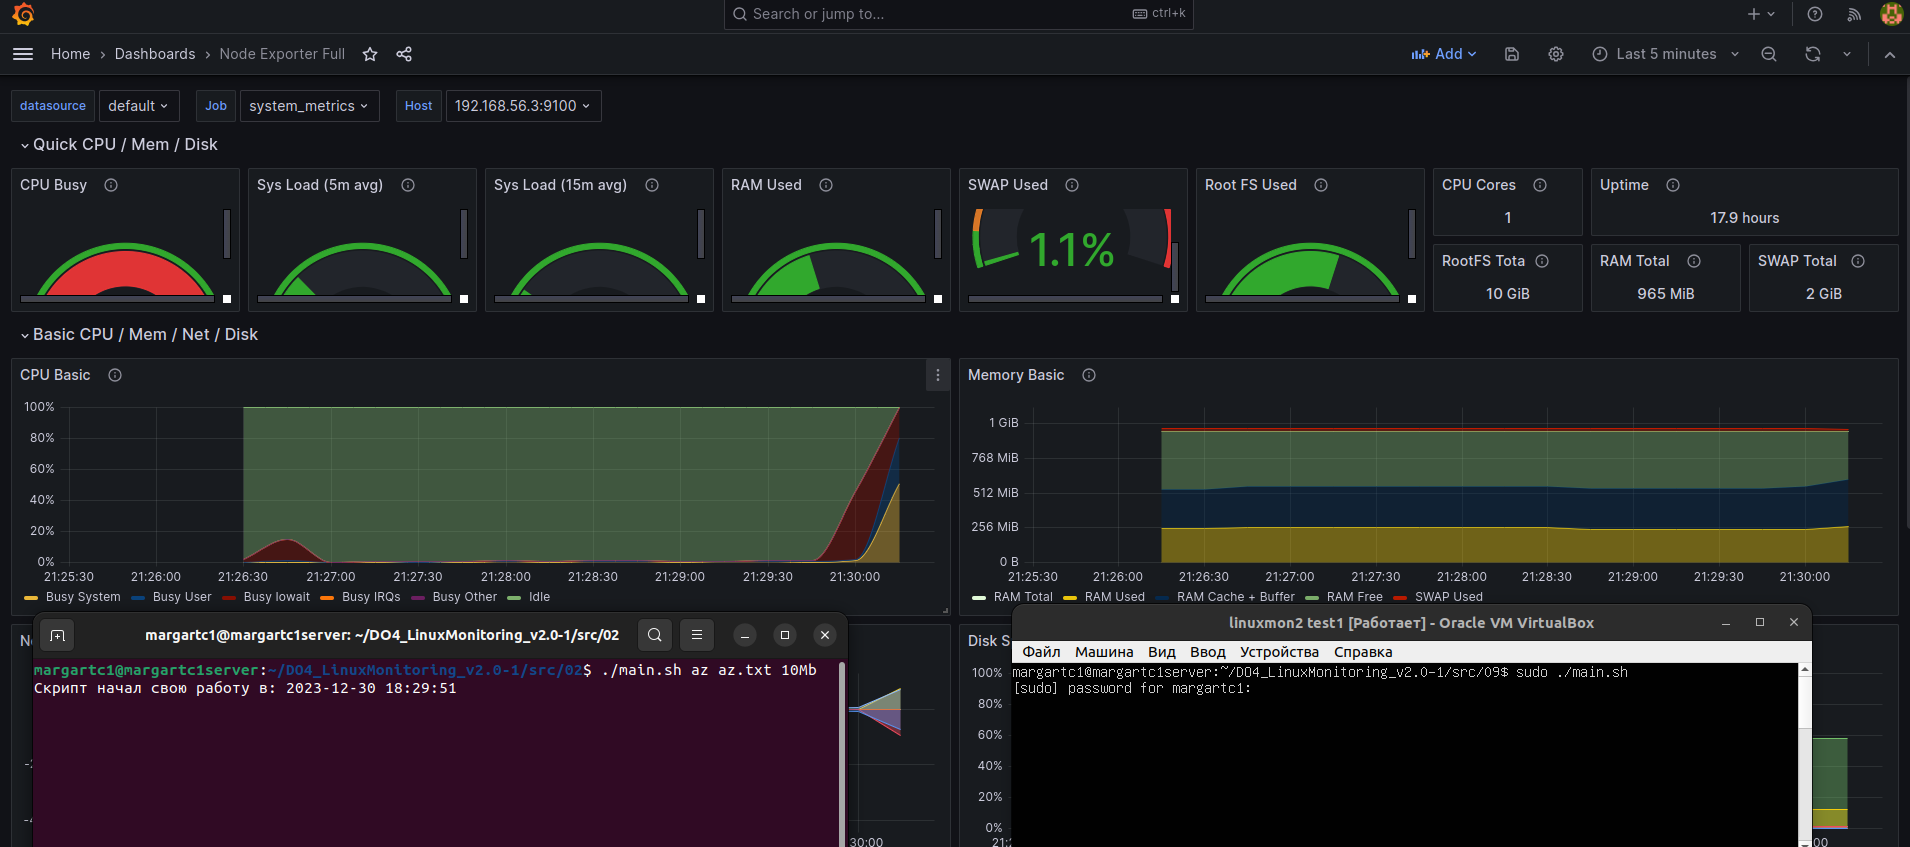 Search or jump to...
ctrl+k
Home › Dashboards › Node Exporter Full
Add
Last 5 minutes
datasource default Job system_metrics Host 192.168.56.3:9100
Quick CPU / Mem / Disk
CPU Busy
Sys Load (5m avg)
Sys Load (15m avg)
RAM Used
SWAP Used
1.1%
Root FS Used
CPU Cores
1
Uptime
17.9 hours
RootFS Tota
10 GiB
RAM Total
965 MiB
SWAP Total
2 GiB
Basic CPU / Mem / Net / Disk
CPU Basic
100%
80%
60%
40%
20%
0%
21:25:30 21:26:00 21:26:30 21:27:00 21:27:30 21:28:00 21:28:30 21:29:00 21:29:30 21:30:00
Busy System Busy User Busy Iowait Busy IRQs Busy Other Idle
Memory Basic
1 GiB
768 MiB
512 MiB
256 MiB
0 B
21:25:30 21:26:00 21:26:30 21:27:00 21:27:30 21:28:00 21:28:30 21:29:00 21:29:30 21:30:00
RAM Total RAM Used RAM Cache + Buffer RAM Free SWAP Used
margartc1@margartc1server: ~/DO4_LinuxMonitoring_v2.0-1/src/02
margartc1@margartc1server:~/DO4_LinuxMonitoring_v2.0-1/src/02$ ./main.sh az az.txt 10Mb
Скрипт начал свою работу в: 2023-12-30 18:29:51
30:00
Disk S
100%
80%
60%
40%
20%
0%
linuxmon2 test1 [Работает] - Oracle VM VirtualBox
Файл Машина Вид Ввод Устройства Справка
margartc1@margartc1server:~/DO4_LinuxMonitoring_v2.0-1/src/09$ sudo ./main.sh
[sudo] password for margartc1: